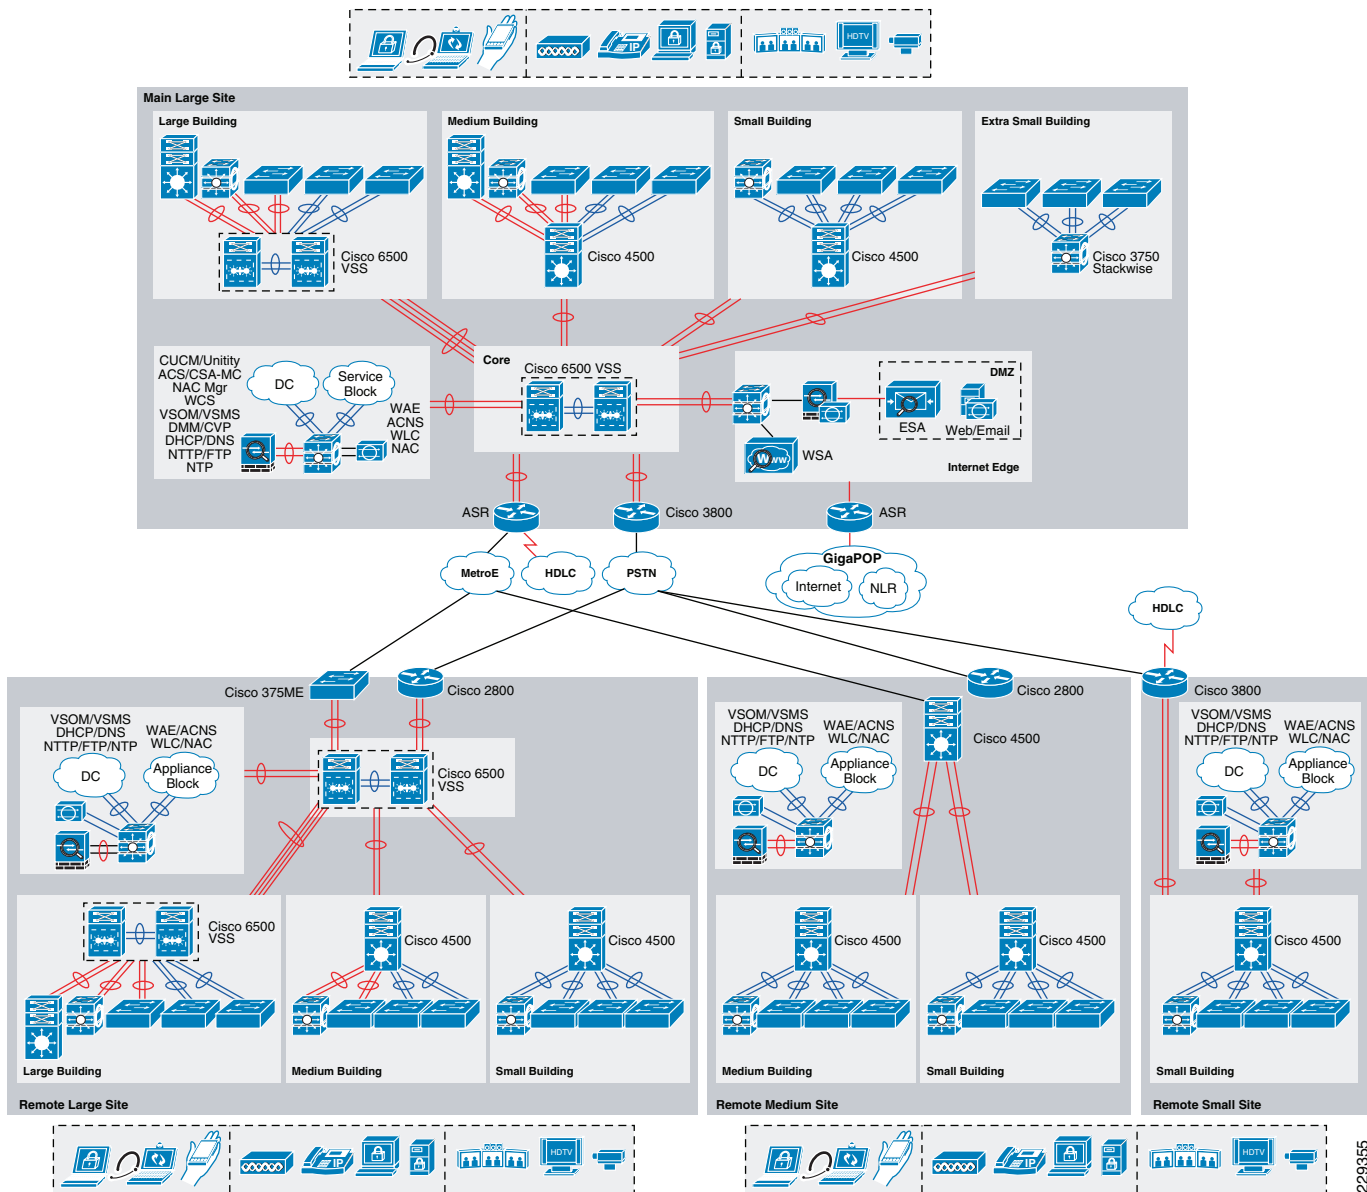 IP
HDTV
Main Large Site
Large Building
Medium Building
Small Building
Extra Small Building
Cisco 6500
VSS
Cisco 4500
Cisco 4500
Cisco 3750
Stackwise
CUCM/Unitity
ACS/CSA-MC
NAC Mgr
WCS
VSOM/VSMS
DMM/CVP
DHCP/DNS
NTTP/FTP
NTP
DC
Service
Block
WAE
ACNS
WLC
NAC
Core
Cisco 6500 VSS
DMZ
ESA
Web/Email
WWW
WSA
Internet Edge
ASR
Cisco 3800
ASR
MetroE
HDLC
PSTN
GigaPOP
Internet
NLR
HDLC
Cisco 375ME
Cisco 2800
Cisco 2800
Cisco 3800
VSOM/VSMS
DHCP/DNS
NTTP/FTP/NTP
WAE/ACNS
WLC/NAC
DC
Appliance
Block
Cisco 6500
VSS
VSOM/VSMS
DHCP/DNS
NTTP/FTP/NTP
WAE/ACNS
WLC/NAC
DC
Appliance
Block
Cisco 4500
VSOM/VSMS
DHCP/DNS
NTTP/FTP/NTP
WAE/ACNS
WLC/NAC
DC
Appliance
Block
Cisco 6500
VSS
Cisco 4500
Cisco 4500
Cisco 4500
Cisco 4500
Cisco 4500
Large Building
Medium Building
Small Building
Medium Building
Small Building
Small Building
Remote Large Site
Remote Medium Site
Remote Small Site
IP
HDTV
IP
HDTV
229355